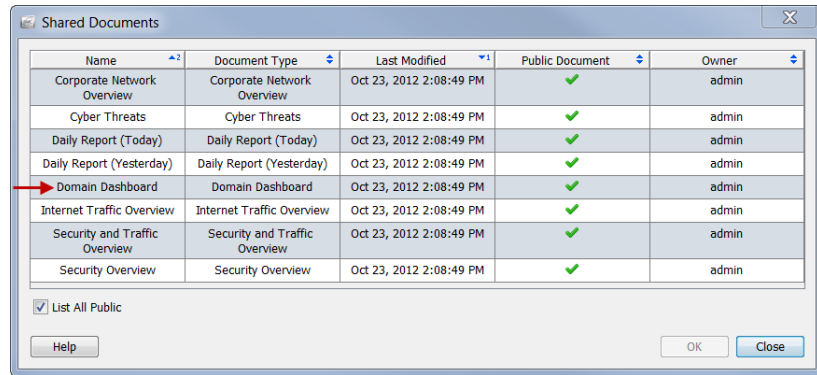 Shared Documents
Name 2 Document Type Last Modified 1 Public Document Owner
Corporate Network Overview Corporate Network Overview Oct 23, 2012 2:08:49 PM admin
Cyber Threats Cyber Threats Oct 23, 2012 2:08:49 PM admin
Daily Report (Today) Daily Report (Today) Oct 23, 2012 2:08:49 PM admin
Daily Report (Yesterday) Daily Report (Yesterday) Oct 23, 2012 2:08:49 PM admin
Domain Dashboard Domain Dashboard Oct 23, 2012 2:08:49 PM admin
Internet Traffic Overview Internet Traffic Overview Oct 23, 2012 2:08:49 PM admin
Security and Traffic Overview Security and Traffic Overview Oct 23, 2012 2:08:49 PM admin
Security Overview Security Overview Oct 23, 2012 2:08:49 PM admin
List All Public
Help OK Close